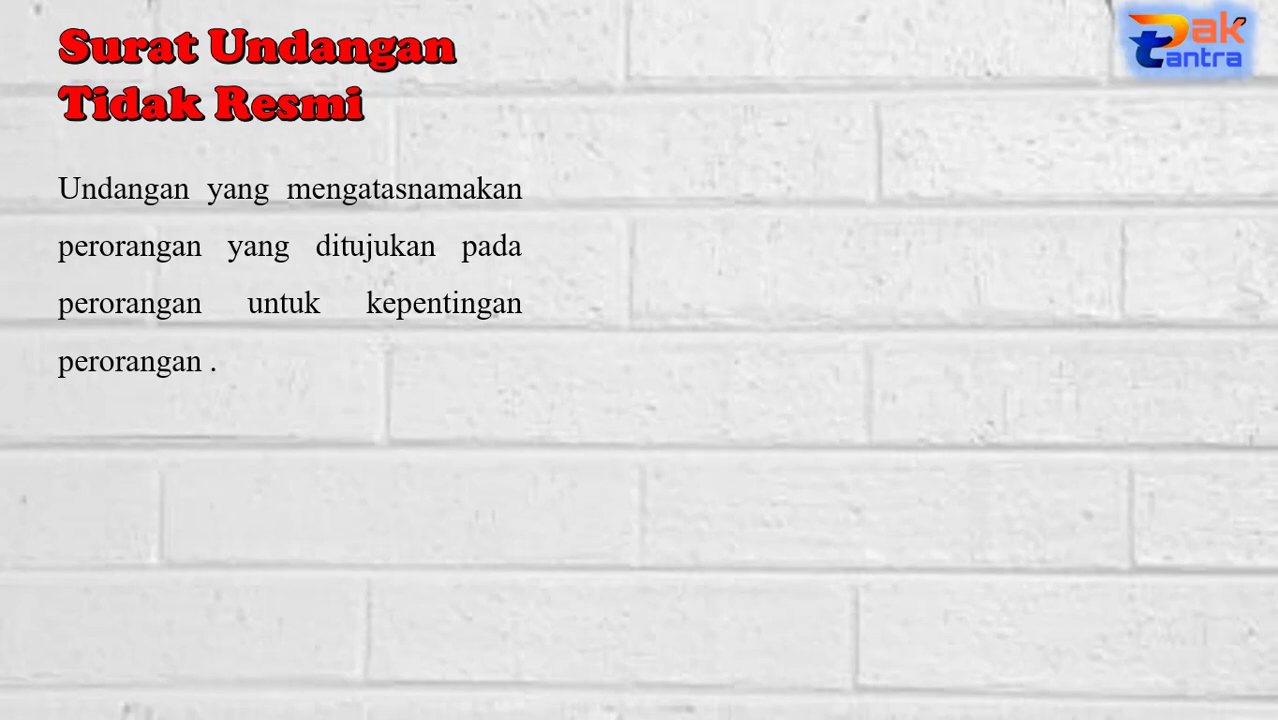 Surat Undangan
Tidak Resmi
Pak
Tantra
Undangan yang mengatasnamakan
perorangan yang ditujukan pada
perorangan untuk kepentingan
perorangan .